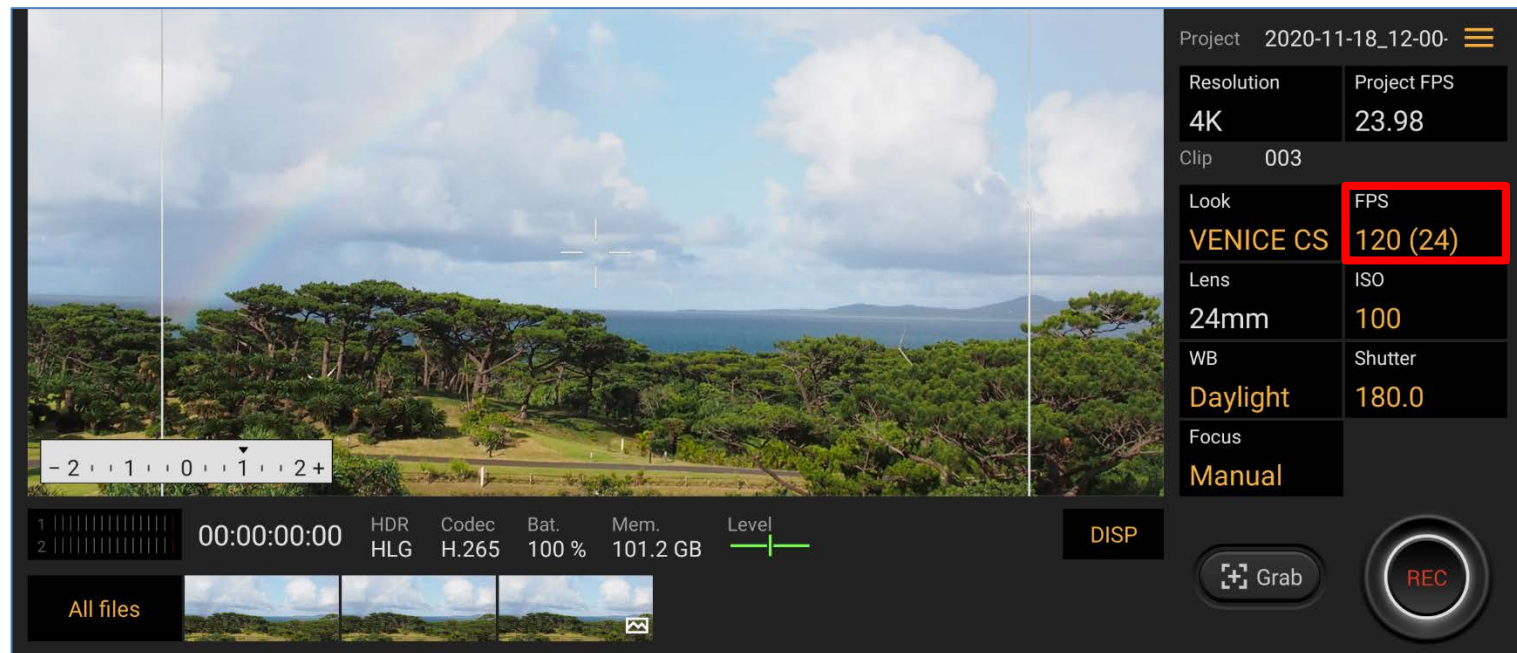 Project 2020-11-18_12-00-
Resolution Project FPS
4K 23.98
Clip 003
Look FPS
VENICE CS 120 (24)
Lens ISO
24mm 100
WB Shutter
Daylight 180.0
Focus
Manual
- 2 1 0 1 2 +
1
2
00:00:00:00
HDR Codec Bat. Mem. Level
HLG H.265 100 % 101.2 GB
DISP
Grab
REC
All files